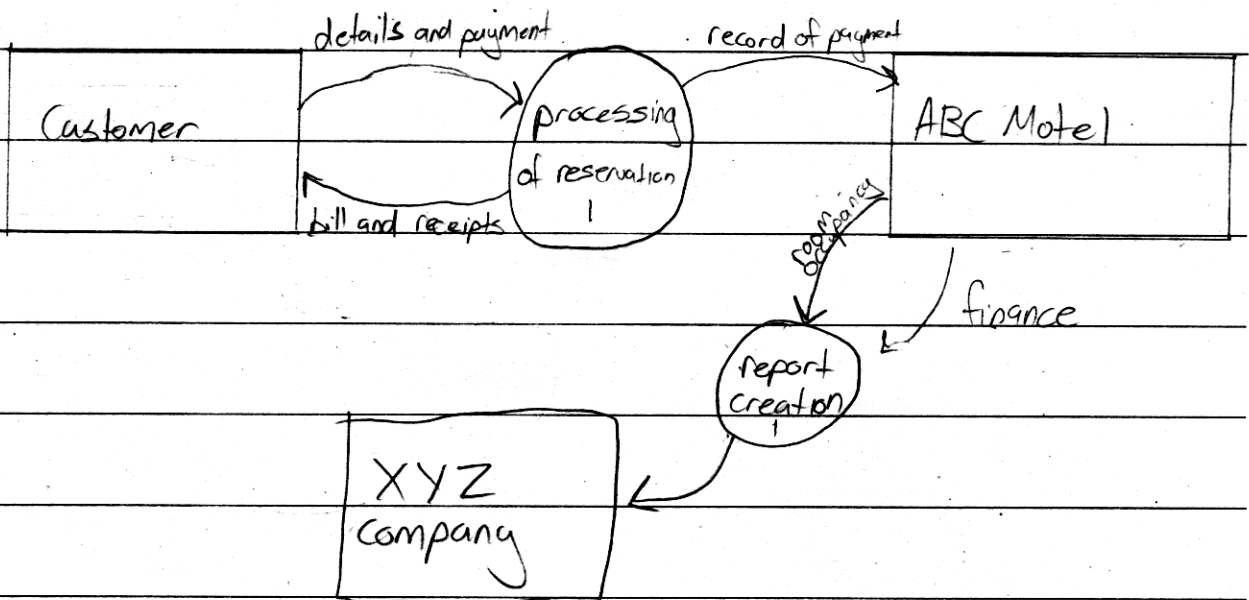 details and payment
record of payment
Customer
processing
of reservation
1
ABC Motel
bill and receipts
room
occupancy
finance
report
creation
1
XYZ
company